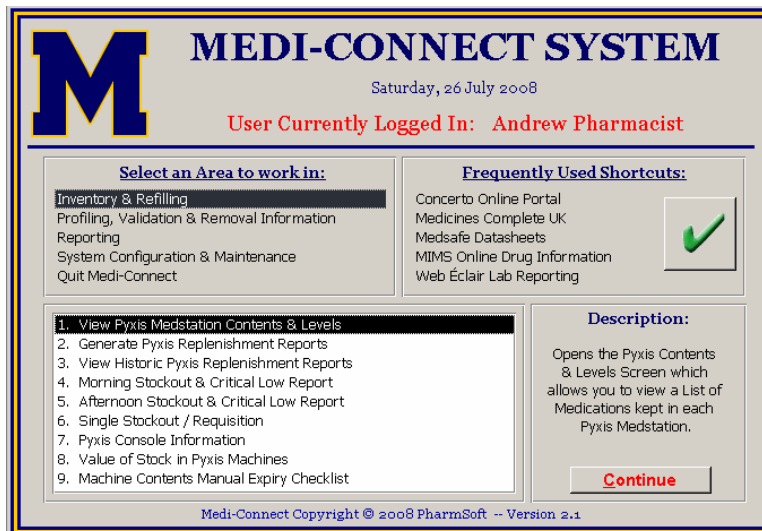 M
MEDI-CONNECT SYSTEM
Saturday, 26 July 2008
User Currently Logged In: Andrew Pharmacist
Select an Area to work in:
Inventory & Refilling
Profiling, Validation & Removal Information
Reporting
System Configuration & Maintenance
Quit Medi-Connect
Frequently Used Shortcuts:
Concerto Online Portal
Medicines Complete UK
Medsafe Datasheets
MIMS Online Drug Information
Web Éclair Lab Reporting
1. View Pyxis Medstation Contents & Levels
2. Generate Pyxis Replenishment Reports
3. View Historic Pyxis Replenishment Reports
4. Morning Stockout & Critical Low Report
5. Afternoon Stockout & Critical Low Report
6. Single Stockout / Requisition
7. Pyxis Console Information
8. Value of Stock in Pyxis Machines
9. Machine Contents Manual Expiry Checklist
Description:
Opens the Pyxis Contents
& Levels Screen which
allows you to view a List of
Medications kept in each
Pyxis Medstation.
Continue
Medi-Connect Copyright © 2008 PharmSoft -- Version 2.1